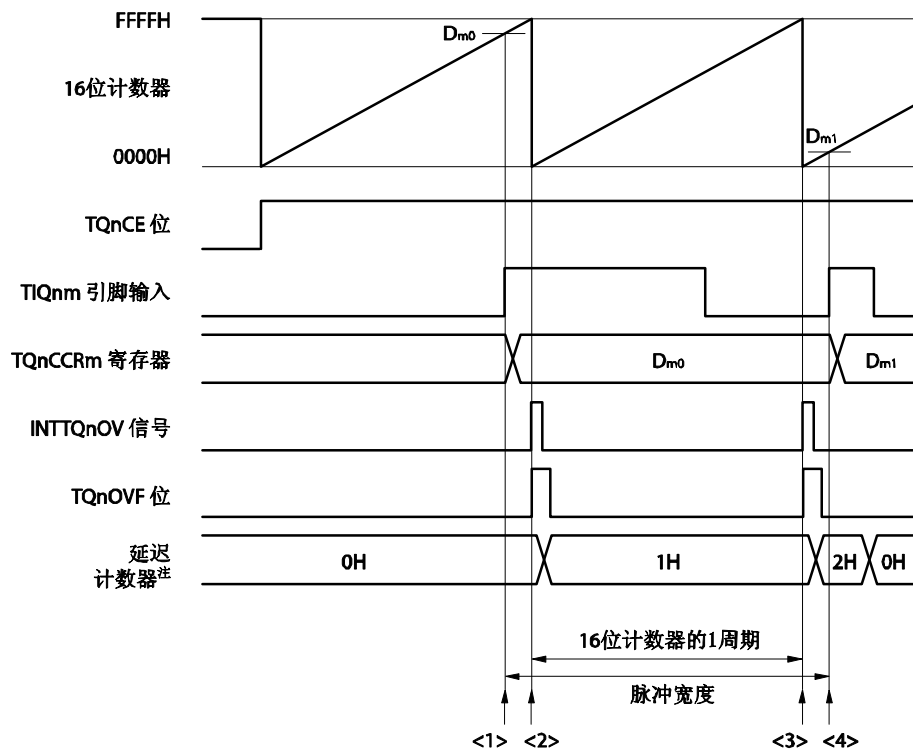 FFFFH
Dm0
16位计数器
0000H
Dm1
TQnCE 位
TIQnm 引脚输入
TQnCCRm 寄存器
Dm0
Dm1
INTTQnOV 信号
TQnOVF 位
延迟
计数器注
0H
1H
2H
0H
16位计数器的1周期
脉冲宽度
<1>
<2>
<3>
<4>